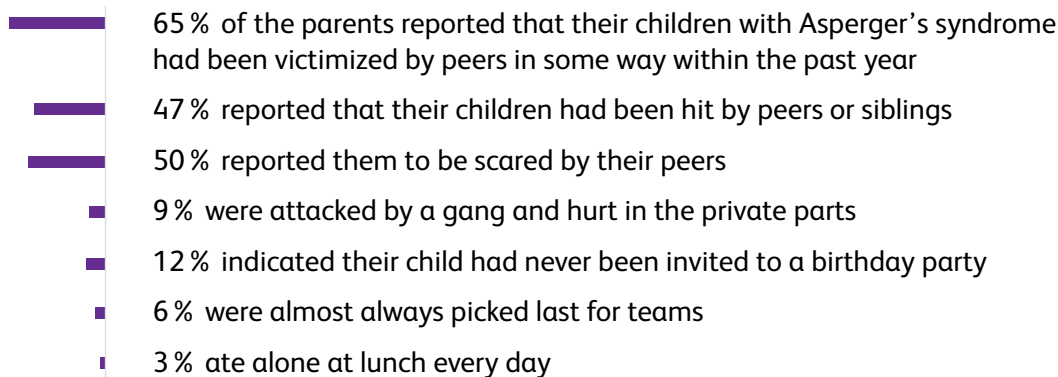 65 % of the parents reported that their children with Asperger’s syndrome
had been victimized by peers in some way within the past year
47 % reported that their children had been hit by peers or siblings
50 % reported them to be scared by their peers
9 % were attacked by a gang and hurt in the private parts
12 % indicated their child had never been invited to a birthday party
6 % were almost always picked last for teams
3 % ate alone at lunch every day